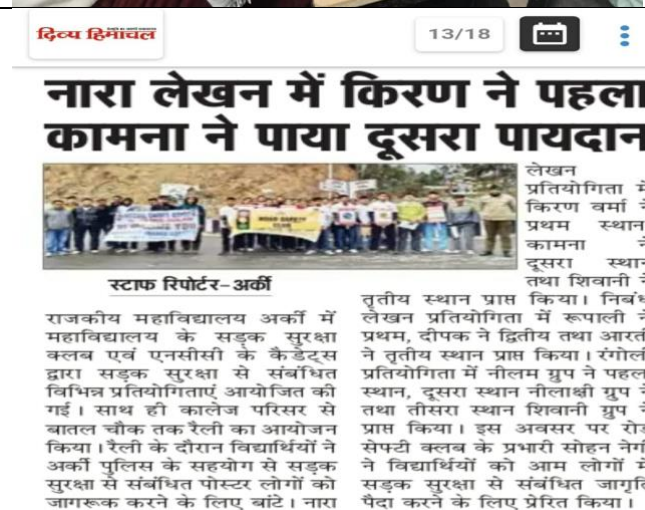 दिव्य हिमाचल
13/18
नारा लेखन में किरण ने पहला
कामना ने पाया दूसरा पायदान
स्टाफ रिपोर्टर-अर्की
राजकीय महाविद्यालय अर्की में
महाविद्यालय के सड़क सुरक्षा
क्लब एवं एनसीसी के कैडेट्स
द्वारा सड़क सुरक्षा से संबंधित
विभिन्न प्रतियोगिताएं आयोजित की
गई। साथ ही कालेज परिसर से
बातल चौक तक रैली का आयोजन
किया। रैली के दौरान विद्यार्थियों ने
अर्की पुलिस के सहयोग से सड़क
सुरक्षा से संबंधित पोस्टर लोगों को
जागरूक करने के लिए बांटे। नारा
लेखन
प्रतियोगिता में
किरण वर्मा ने
प्रथम स्थान
कामना ने
दूसरा स्थान
तथा शिवानी ने
तृतीय स्थान प्राप्त किया। निबंध
लेखन प्रतियोगिता में रूपाली ने
प्रथम, दीपक ने द्वितीय तथा आरती
ने तृतीय स्थान प्राप्त किया। रंगोली
प्रतियोगिता में नीलम ग्रुप ने पहला
स्थान, दूसरा स्थान नीलाक्षी ग्रुप ने
तथा तीसरा स्थान शिवानी ग्रुप ने
प्राप्त किया। इस अवसर पर रोड
सेफ्टी क्लब के प्रभारी सोहन नेगी
ने विद्यार्थियों को आम लोगों में
सड़क सुरक्षा से संबंधित जागृति
पैदा करने के लिए प्रेरित किया।